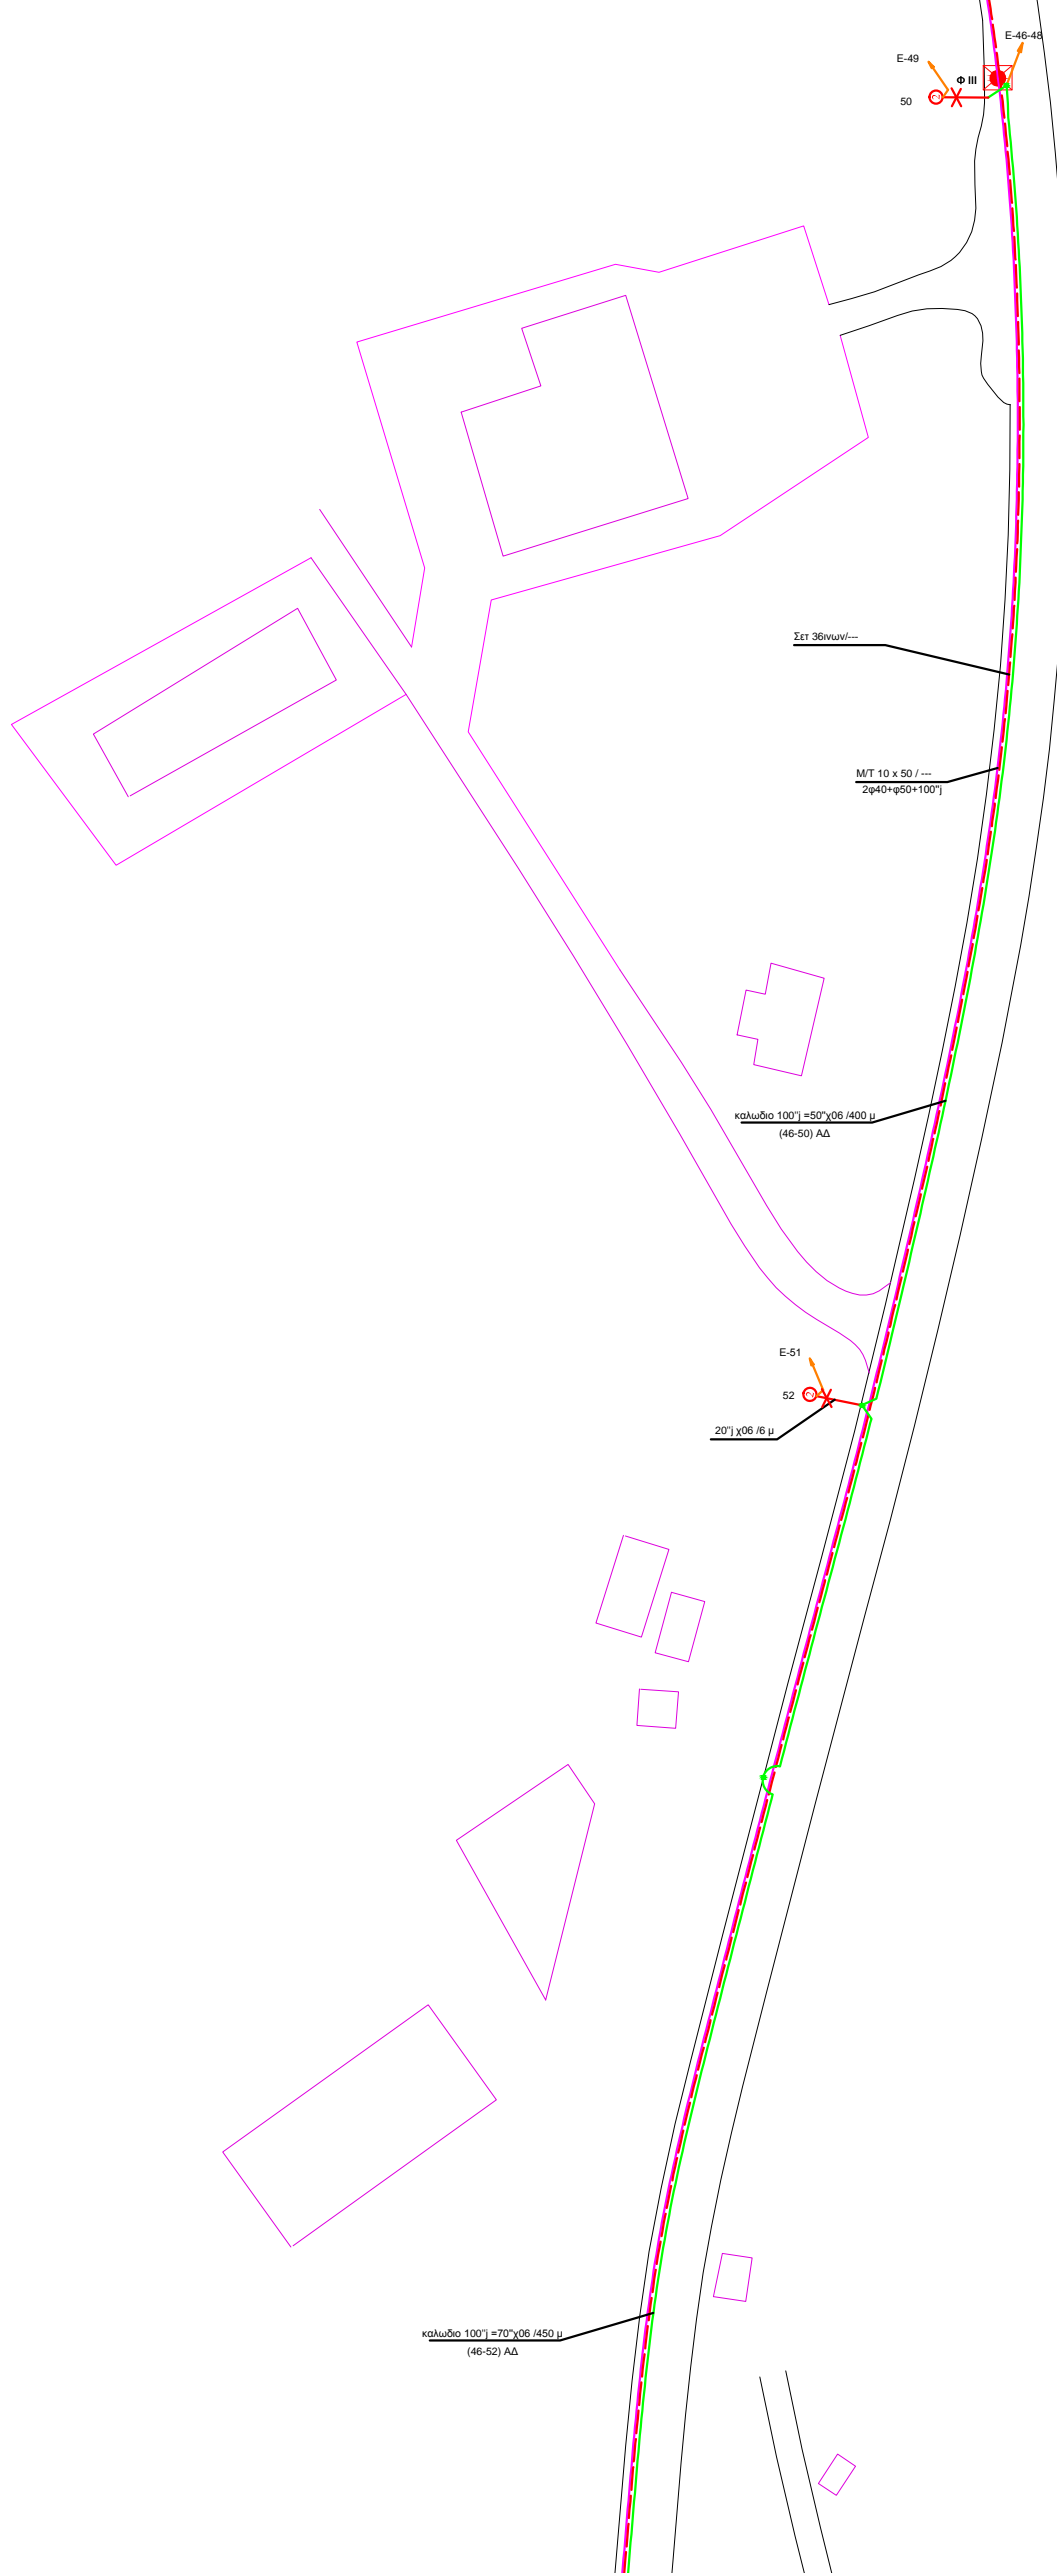 E-46-48
E-49
Φ III
50
Σετ 36ινων/---
M/T 10 x 50 / ---
2φ40+φ50+100"j
καλωδιο 100"j =50"χ06 /400 μ
(46-50) ΑΔ
E-51
52
20"j χ06 /6 μ
καλωδιο 100"j =70"χ06 /450 μ
(46-52) ΑΔ